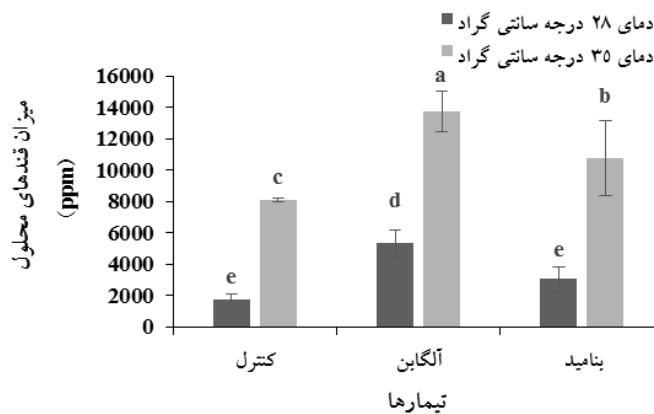 دمای ۲۸ درجه سانتی گراد
دمای ۳۵ درجه سانتی گراد
میزان قندهای محلول
(ppm)
16000
14000
12000
10000
8000
6000
4000
2000
0
e
c
d
a
e
b
کنترل
آلگابن
بنامید
تیمارها